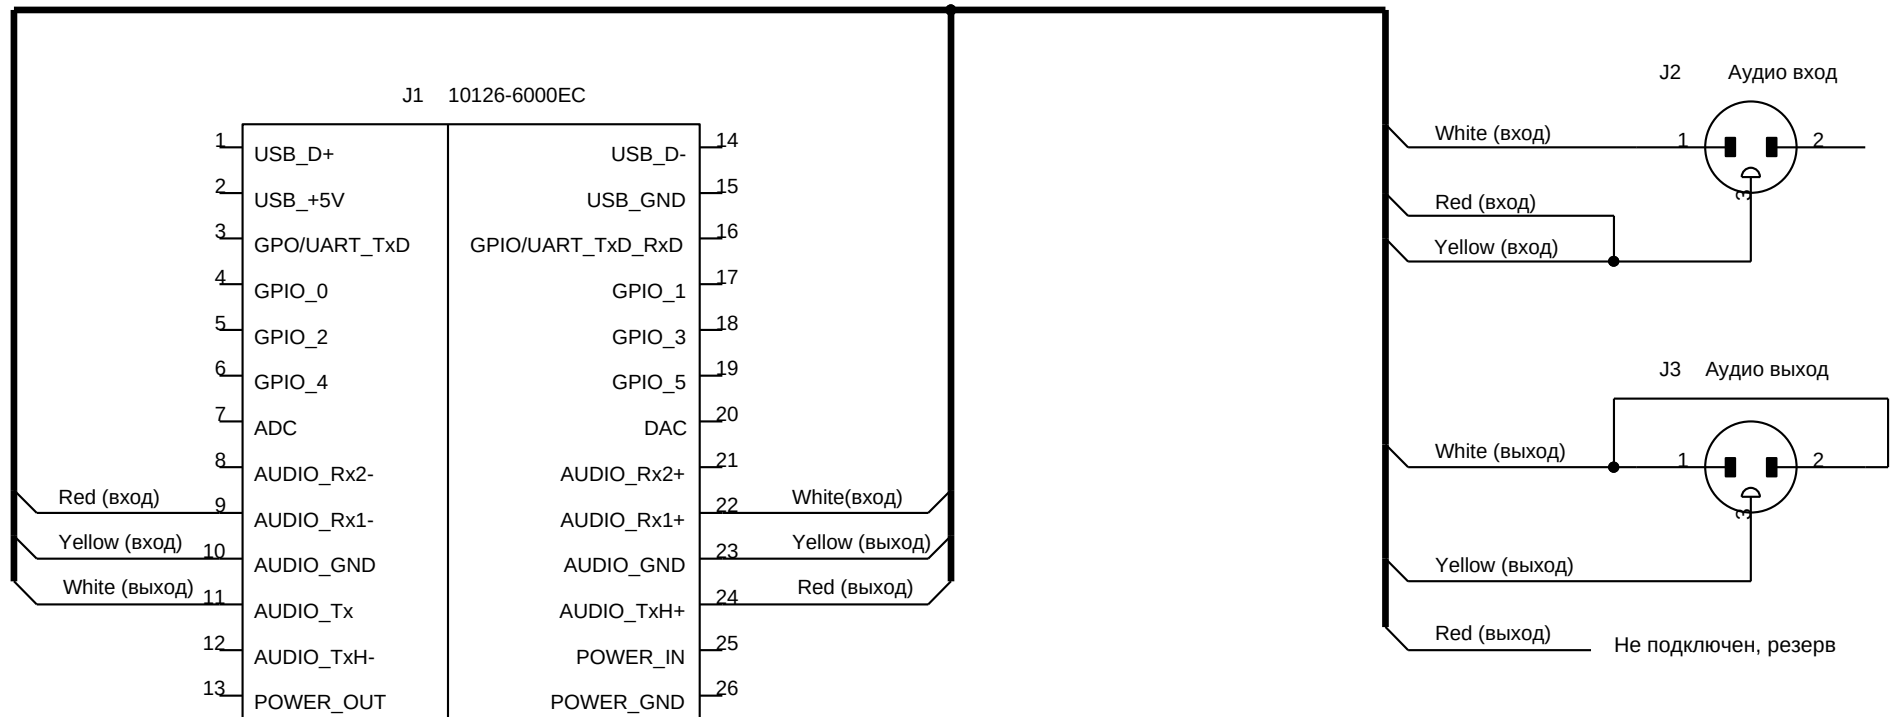 J1 10126-6000EC
1 USB_D+ USB_D- 14
2 USB_+5V USB_GND 15
3 GPO/UART_TxD GPIO/UART_TxD_RxD 16
4 GPIO_0 GPIO_1 17
5 GPIO_2 GPIO_3 18
6 GPIO_4 GPIO_5 19
7 ADC DAC 20
8 AUDIO_Rx2- AUDIO_Rx2+ 21
Red (вход) 9 AUDIO_Rx1- AUDIO_Rx1+ 22 White(вход)
Yellow (вход) 10 AUDIO_GND AUDIO_GND 23 Yellow (выход)
White (выход) 11 AUDIO_Tx AUDIO_TxH+ 24 Red (выход)
12 AUDIO_TxH- POWER_IN 25
13 POWER_OUT POWER_GND 26
J2 Аудио вход
White (вход) 1 2
Red (вход) 3
Yellow (вход)
J3 Аудио выход
White (выход) 1 2
3
Yellow (выход)
Red (выход) Не подключен, резерв